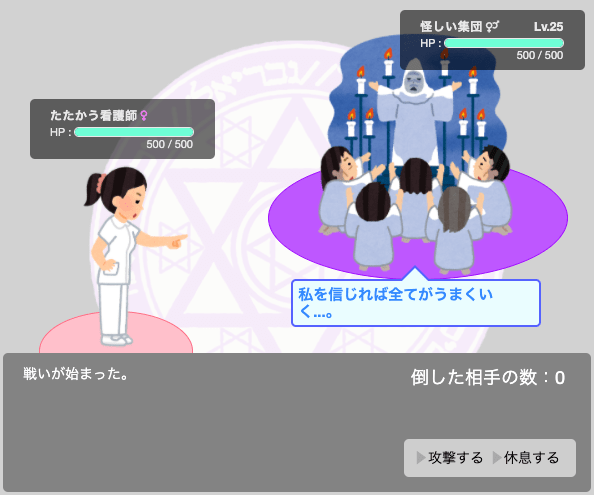 怪しい集団⚥ Lv.25
HP :
500 / 500
たたかう看護師♀
HP :
500 / 500
私を信じれば全てがうまくい
く...。
戦いが始まった。
倒した相手の数：0
▶攻撃する ▶休息する